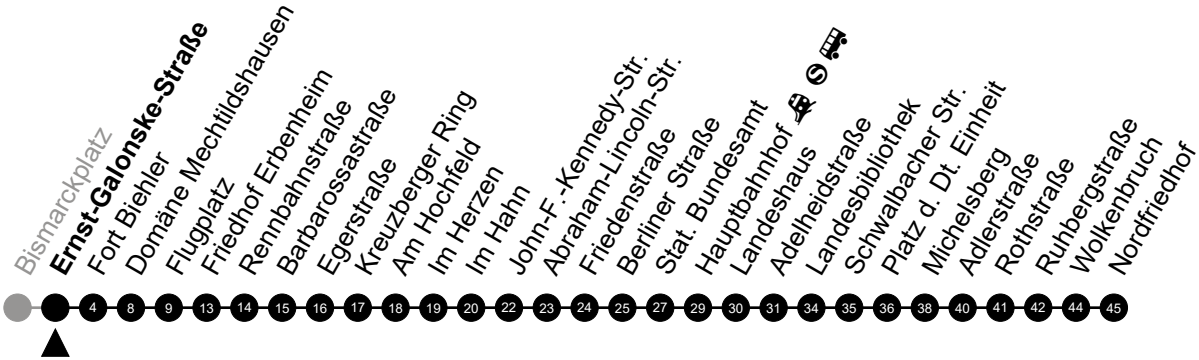 Bismarckplatz
Ernst-Galonske-Straße
Fort Biehler
Domäne Mechtildshausen
Flugplatz
Friedhof Erbenheim
Rennbahnstraße
Barbarossastraße
Egerstraße
Kreuzberger Ring
Am Hochfeld
Im Herzen
Im Hahn
John-F.-Kennedy-Str.
Abraham-Lincoln-Str.
Friedenstraße
Berliner Straße
Stat. Bundesamt
Hauptbahnhof S
Landeshaus
Adelheidstraße
Landesbibliothek
Schwalbacher Str.
Platz d. Dt. Einheit
Michelsberg
Adlerstraße
Rothstraße
Ruhbergstraße
Wolkenbruch
Nordfriedhof
4 8 9 13 14 15 16 17 18 19 20 22 23 24 25 27 29 30 31 34 35 36 38 40 41 42 44 45